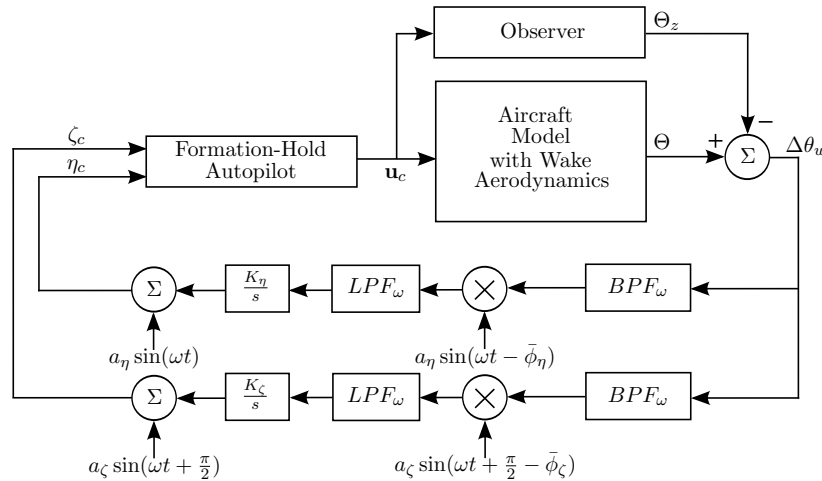 Observer
Θ_z
−
ζ_c
η_c
Formation-Hold
Autopilot
u_c
Aircraft
Model
with Wake
Aerodynamics
Θ
+
Σ
Δθ_w
Σ
K_η/s
LPF_ω
×
BPF_ω
a_η sin(ωt)
a_η sin(ωt − φ̄_η)
Σ
K_ζ/s
LPF_ω
×
BPF_ω
a_ζ sin(ωt + π/2)
a_ζ sin(ωt + π/2 − φ̄_ζ)